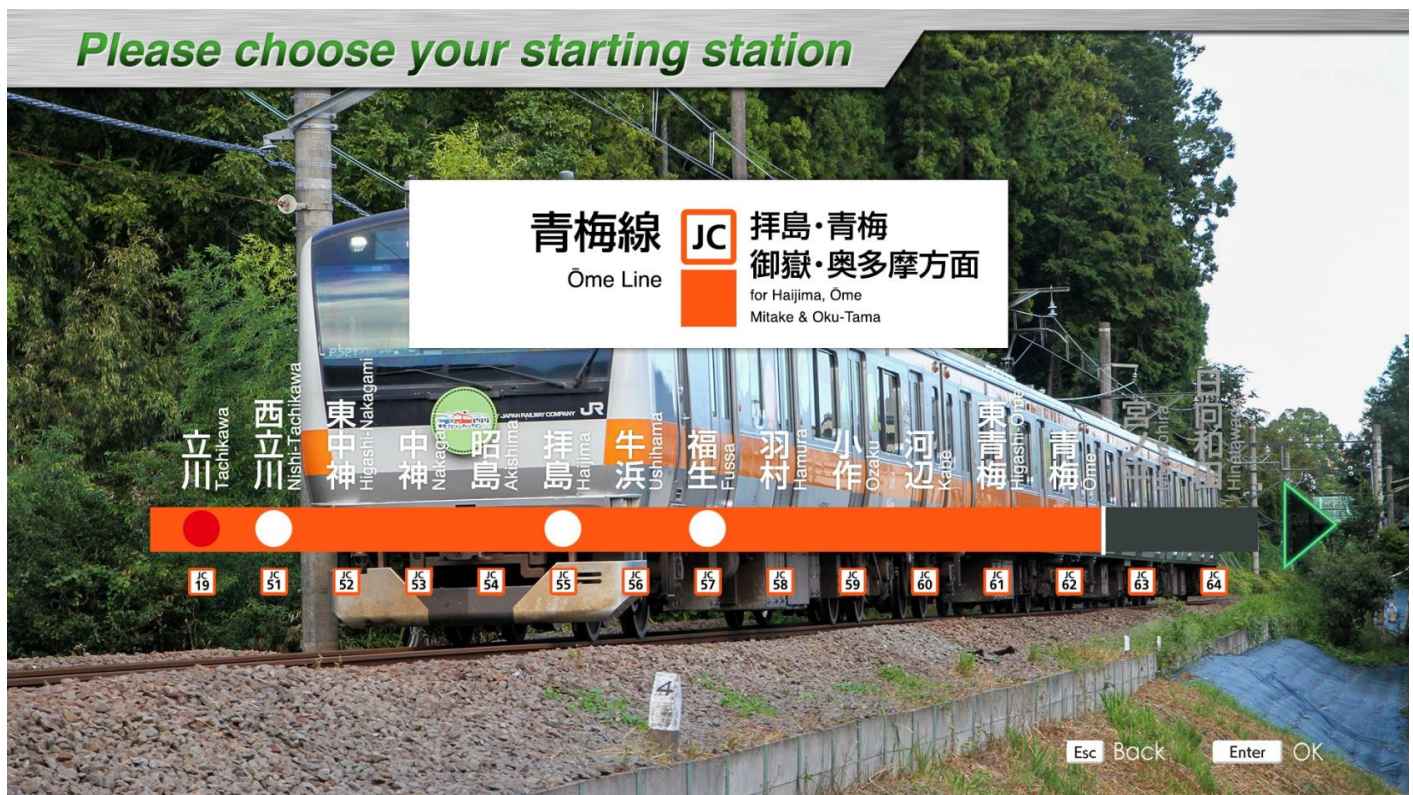 Please choose your starting station
青梅線
Ōme Line
JC
拝島・青梅
御嶽・奥多摩方面
for Haijima, Ōme
Mitake & Oku-Tama
JAPAN RAILWAY COMPANY JR
立川 Tachikawa
西立川 Nishi-Tachikawa
東中神 Higashi-Nakagami
中神 Nakagami
昭島 Akishima
拝島 Haijima
牛浜 Ushihama
福生 Fussa
羽村 Hamura
小作 Ozaku
河辺 Kabe
東青梅 Higashi-Ōme
青梅 Ōme
宮ノ平
日向和田
JC 19
JC 51
JC 52
JC 53
JC 54
JC 55
JC 56
JC 57
JC 58
JC 59
JC 60
JC 61
JC 62
JC 63
JC 64
4
Esc Back
Enter OK